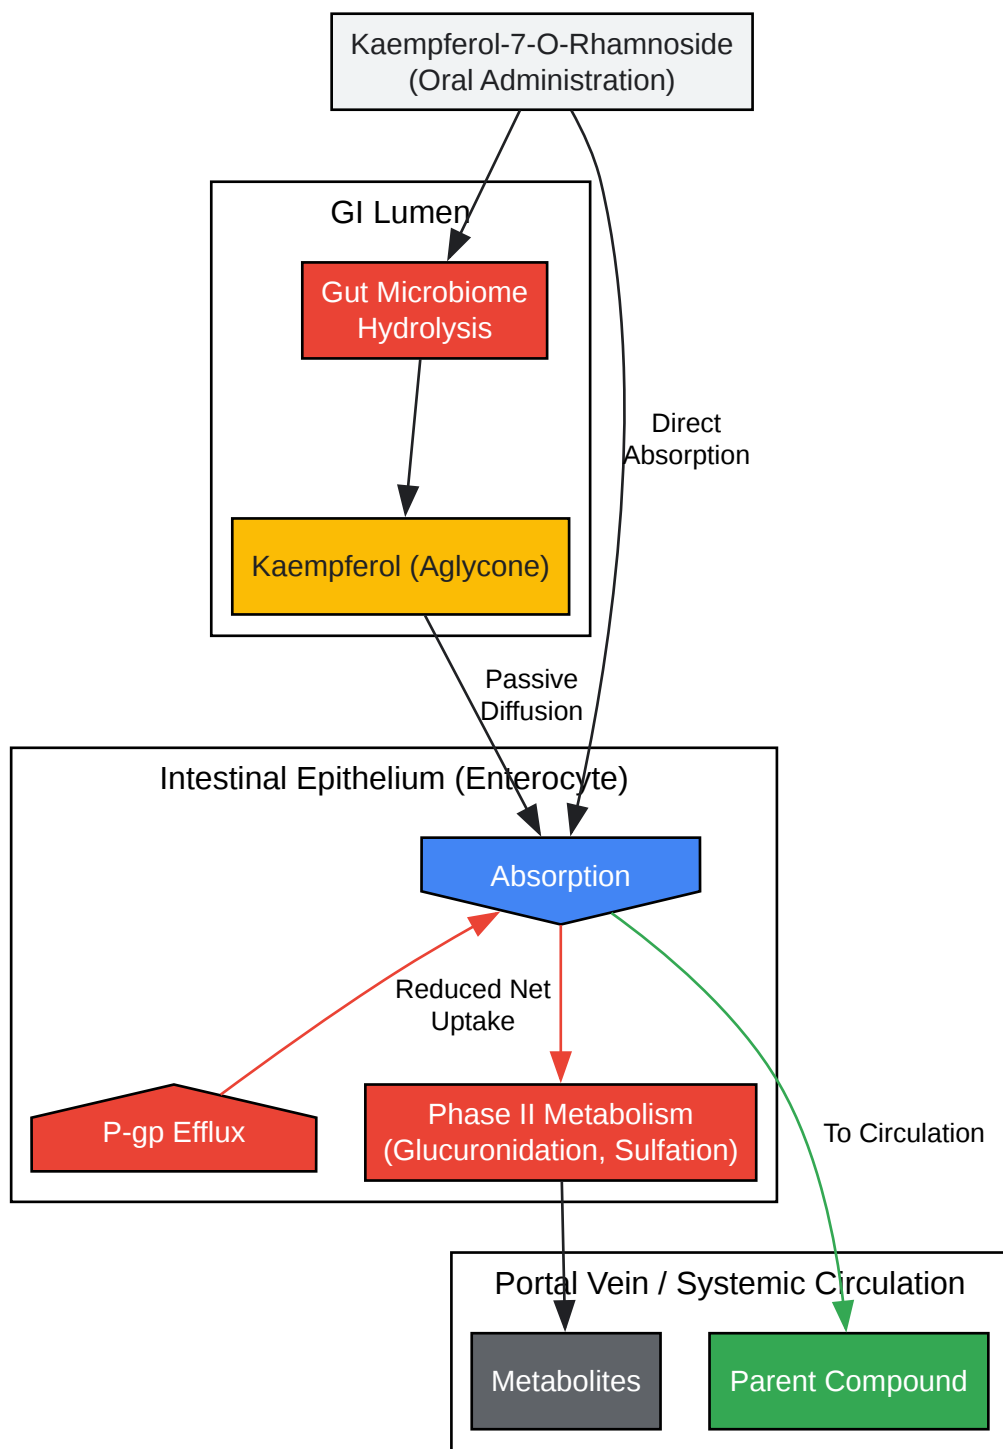 Kaempferol-7-O-Rhamnoside
(Oral Administration)
GI Lumen
Gut Microbiome
Hydrolysis
Direct
Absorption
Kaempferol (Aglycone)
Passive
Diffusion
Intestinal Epithelium (Enterocyte)
Absorption
Reduced Net
Uptake
P-gp Efflux
Phase II Metabolism
(Glucuronidation, Sulfation)
To Circulation
Portal Vein / Systemic Circulation
Metabolites
Parent Compound